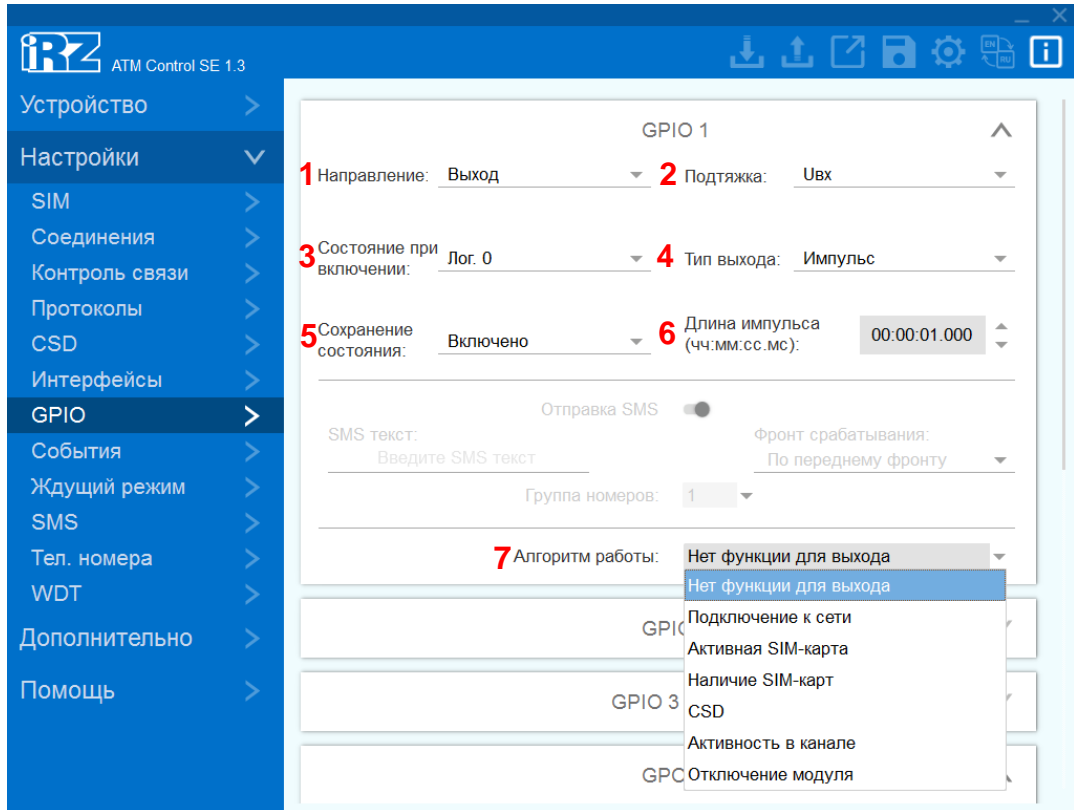 iRZ ATM Control SE 1.3
EN
RU
i
Устройство
Настройки
SIM
Соединения
Контроль связи
Протоколы
CSD
Интерфейсы
GPIO
События
Ждущий режим
SMS
Тел. номера
WDT
Дополнительно
Помощь
GPIO 1
1 Направление: Выход
2 Подтяжка: Uвх
3 Состояние при включении: Лог. 0
4 Тип выхода: Импульс
5 Сохранение состояния: Включено
6 Длина импульса (чч:мм:сс.мс): 00:00:01.000
Отправка SMS
SMS текст:
Введите SMS текст
Фронт срабатывания:
По переднему фронту
Группа номеров: 1
7 Алгоритм работы: Нет функции для выхода
Нет функции для выхода
Подключение к сети
Активная SIM-карта
Наличие SIM-карт
CSD
Активность в канале
Отключение модуля
GPIO 3